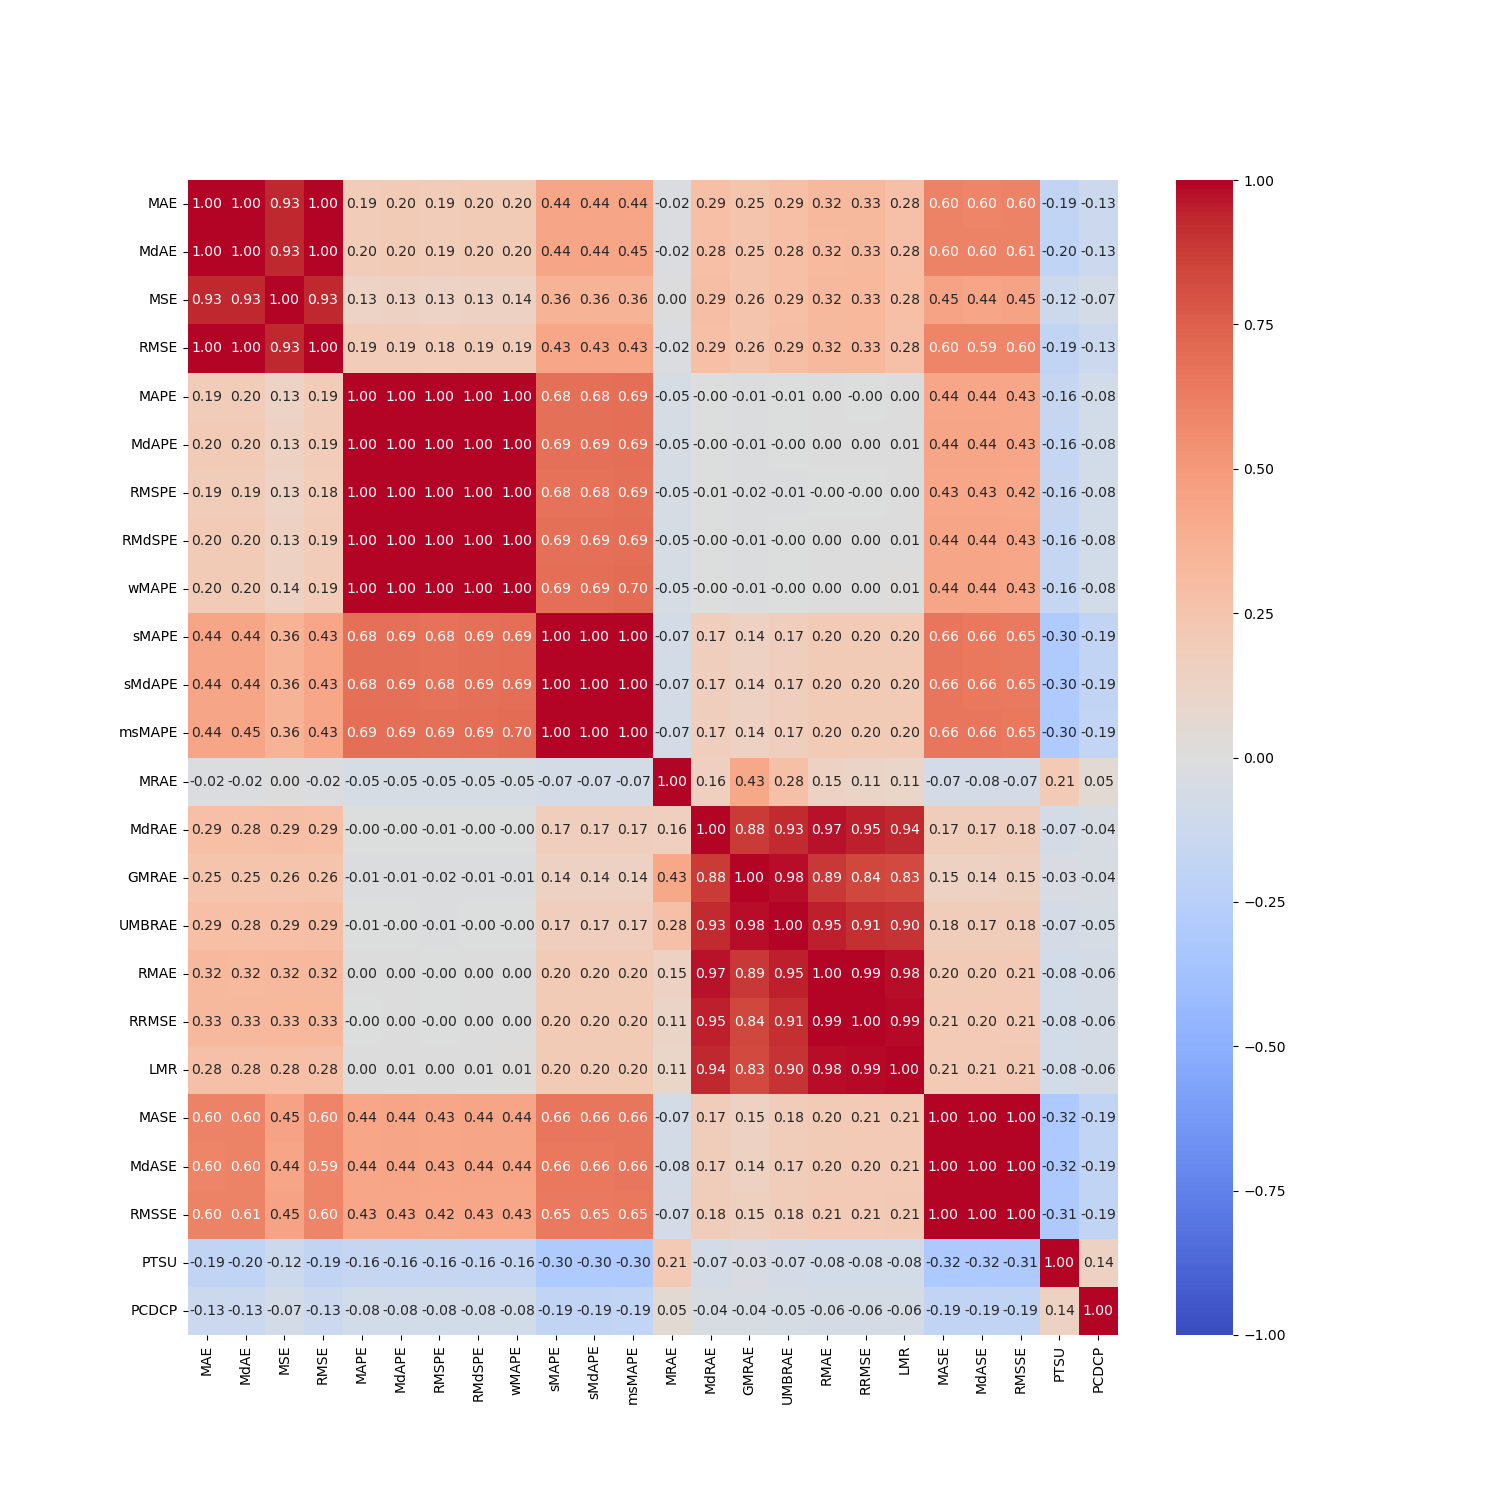 MAE 1.00 1.00 0.93 1.00 0.19 0.20 0.19 0.20 0.20 0.44 0.44 0.44 -0.02 0.29 0.25 0.29 0.32 0.33 0.28 0.60 0.60 0.60 -0.19 -0.13
MdAE 1.00 1.00 0.93 1.00 0.20 0.20 0.19 0.20 0.20 0.44 0.44 0.45 -0.02 0.28 0.25 0.28 0.32 0.33 0.28 0.60 0.60 0.61 -0.20 -0.13
MSE 0.93 0.93 1.00 0.93 0.13 0.13 0.13 0.13 0.14 0.36 0.36 0.36 0.00 0.29 0.26 0.29 0.32 0.33 0.28 0.45 0.44 0.45 -0.12 -0.07
RMSE 1.00 1.00 0.93 1.00 0.19 0.19 0.18 0.19 0.19 0.43 0.43 0.43 -0.02 0.29 0.26 0.29 0.32 0.33 0.28 0.60 0.59 0.60 -0.19 -0.13
MAPE 0.19 0.20 0.13 0.19 1.00 1.00 1.00 1.00 1.00 0.68 0.68 0.69 -0.05 -0.00 -0.01 -0.01 0.00 -0.00 0.00 0.44 0.44 0.43 -0.16 -0.08
MdAPE 0.20 0.20 0.13 0.19 1.00 1.00 1.00 1.00 1.00 0.69 0.69 0.69 -0.05 -0.00 -0.01 -0.00 0.00 0.00 0.01 0.44 0.44 0.43 -0.16 -0.08
RMSPE 0.19 0.19 0.13 0.18 1.00 1.00 1.00 1.00 1.00 0.68 0.68 0.69 -0.05 -0.01 -0.02 -0.01 -0.00 -0.00 0.00 0.43 0.43 0.42 -0.16 -0.08
RMdSPE 0.20 0.20 0.13 0.19 1.00 1.00 1.00 1.00 1.00 0.69 0.69 0.69 -0.05 -0.00 -0.01 -0.00 0.00 0.00 0.01 0.44 0.44 0.43 -0.16 -0.08
wMAPE 0.20 0.20 0.14 0.19 1.00 1.00 1.00 1.00 1.00 0.69 0.69 0.70 -0.05 -0.00 -0.01 -0.00 0.00 0.00 0.01 0.44 0.44 0.43 -0.16 -0.08
sMAPE 0.44 0.44 0.36 0.43 0.68 0.69 0.68 0.69 0.69 1.00 1.00 1.00 -0.07 0.17 0.14 0.17 0.20 0.20 0.20 0.66 0.66 0.65 -0.30 -0.19
sMdAPE 0.44 0.44 0.36 0.43 0.68 0.69 0.68 0.69 0.69 1.00 1.00 1.00 -0.07 0.17 0.14 0.17 0.20 0.20 0.20 0.66 0.66 0.65 -0.30 -0.19
msMAPE 0.44 0.45 0.36 0.43 0.69 0.69 0.69 0.69 0.70 1.00 1.00 1.00 -0.07 0.17 0.14 0.17 0.20 0.20 0.20 0.66 0.66 0.65 -0.30 -0.19
MRAE -0.02 -0.02 0.00 -0.02 -0.05 -0.05 -0.05 -0.05 -0.05 -0.07 -0.07 -0.07 1.00 0.16 0.43 0.28 0.15 0.11 0.11 -0.07 -0.08 -0.07 0.21 0.05
MdRAE 0.29 0.28 0.29 0.29 -0.00 -0.00 -0.01 -0.00 -0.00 0.17 0.17 0.17 0.16 1.00 0.88 0.93 0.97 0.95 0.94 0.17 0.17 0.18 -0.07 -0.04
GMRAE 0.25 0.25 0.26 0.26 -0.01 -0.01 -0.02 -0.01 -0.01 0.14 0.14 0.14 0.43 0.88 1.00 0.98 0.89 0.84 0.83 0.15 0.14 0.15 -0.03 -0.04
UMBRAE 0.29 0.28 0.29 0.29 -0.01 -0.00 -0.01 -0.00 -0.00 0.17 0.17 0.17 0.28 0.93 0.98 1.00 0.95 0.91 0.90 0.18 0.17 0.18 -0.07 -0.05
RMAE 0.32 0.32 0.32 0.32 0.00 0.00 -0.00 0.00 0.00 0.20 0.20 0.20 0.15 0.97 0.89 0.95 1.00 0.99 0.98 0.20 0.20 0.21 -0.08 -0.06
RRMSE 0.33 0.33 0.33 0.33 -0.00 0.00 -0.00 0.00 0.00 0.20 0.20 0.20 0.11 0.95 0.84 0.91 0.99 1.00 0.99 0.21 0.20 0.21 -0.08 -0.06
LMR 0.28 0.28 0.28 0.28 0.00 0.01 0.00 0.01 0.01 0.20 0.20 0.20 0.11 0.94 0.83 0.90 0.98 0.99 1.00 0.21 0.21 0.21 -0.08 -0.06
MASE 0.60 0.60 0.45 0.60 0.44 0.44 0.43 0.44 0.44 0.66 0.66 0.66 -0.07 0.17 0.15 0.18 0.20 0.21 0.21 1.00 1.00 1.00 -0.32 -0.19
MdASE 0.60 0.60 0.44 0.59 0.44 0.44 0.43 0.44 0.44 0.66 0.66 0.66 -0.08 0.17 0.14 0.17 0.20 0.20 0.21 1.00 1.00 1.00 -0.32 -0.19
RMSSE 0.60 0.61 0.45 0.60 0.43 0.43 0.42 0.43 0.43 0.65 0.65 0.65 -0.07 0.18 0.15 0.18 0.21 0.21 0.21 1.00 1.00 1.00 -0.31 -0.19
PTSU -0.19 -0.20 -0.12 -0.19 -0.16 -0.16 -0.16 -0.16 -0.16 -0.30 -0.30 -0.30 0.21 -0.07 -0.03 -0.07 -0.08 -0.08 -0.08 -0.32 -0.32 -0.31 1.00 0.14
PCDCP -0.13 -0.13 -0.07 -0.13 -0.08 -0.08 -0.08 -0.08 -0.08 -0.19 -0.19 -0.19 0.05 -0.04 -0.04 -0.05 -0.06 -0.06 -0.06 -0.19 -0.19 -0.19 0.14 1.00
MAE MdAE MSE RMSE MAPE MdAPE RMSPE RMdSPE wMAPE sMAPE sMdAPE msMAPE MRAE MdRAE GMRAE UMBRAE RMAE RRMSE LMR MASE MdASE RMSSE PTSU PCDCP
1.00
0.75
0.50
0.25
0.00
−0.25
−0.50
−0.75
−1.00